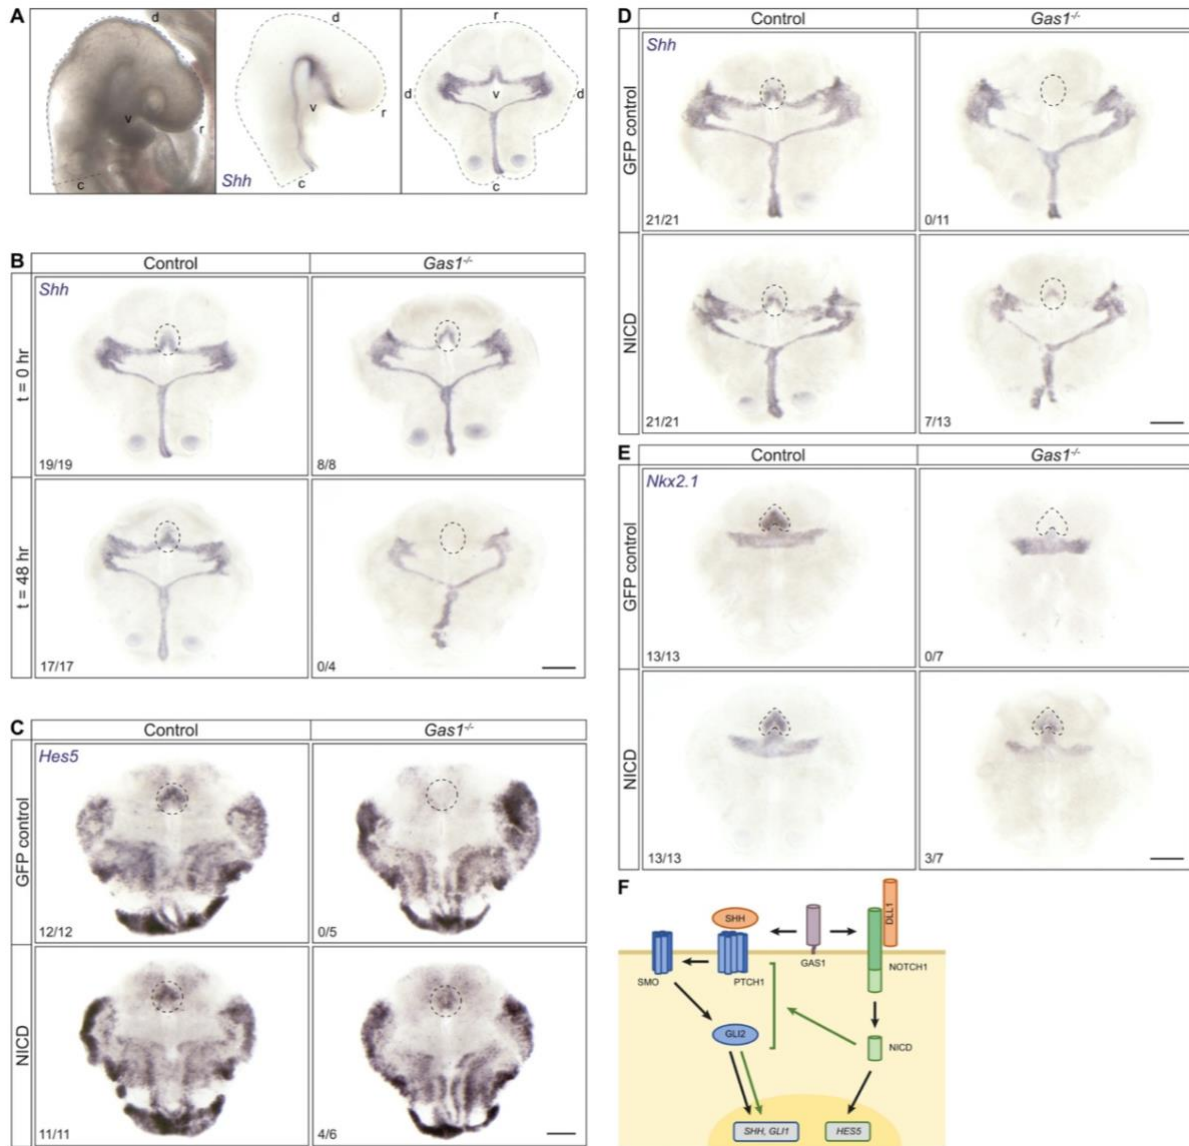 A
d
v
r
c
d
v
r
c
Shh
r
d
v
d
c
B
Control
Gas1-/-
t = 0 hr
Shh
19/19
8/8
t = 48 hr
17/17
0/4
C
Control
Gas1-/-
GFP control
Hes5
12/12
0/5
NICD
11/11
4/6
D
Control
Gas1-/-
GFP control
Shh
21/21
0/11
NICD
21/21
7/13
E
Control
Gas1-/-
GFP control
Nkx2.1
13/13
0/7
NICD
13/13
3/7
F
SHH
DLL1
SMO
PTCH1
GAS1
NOTCH1
GLI2
NICD
SHH, GLI1
HES5